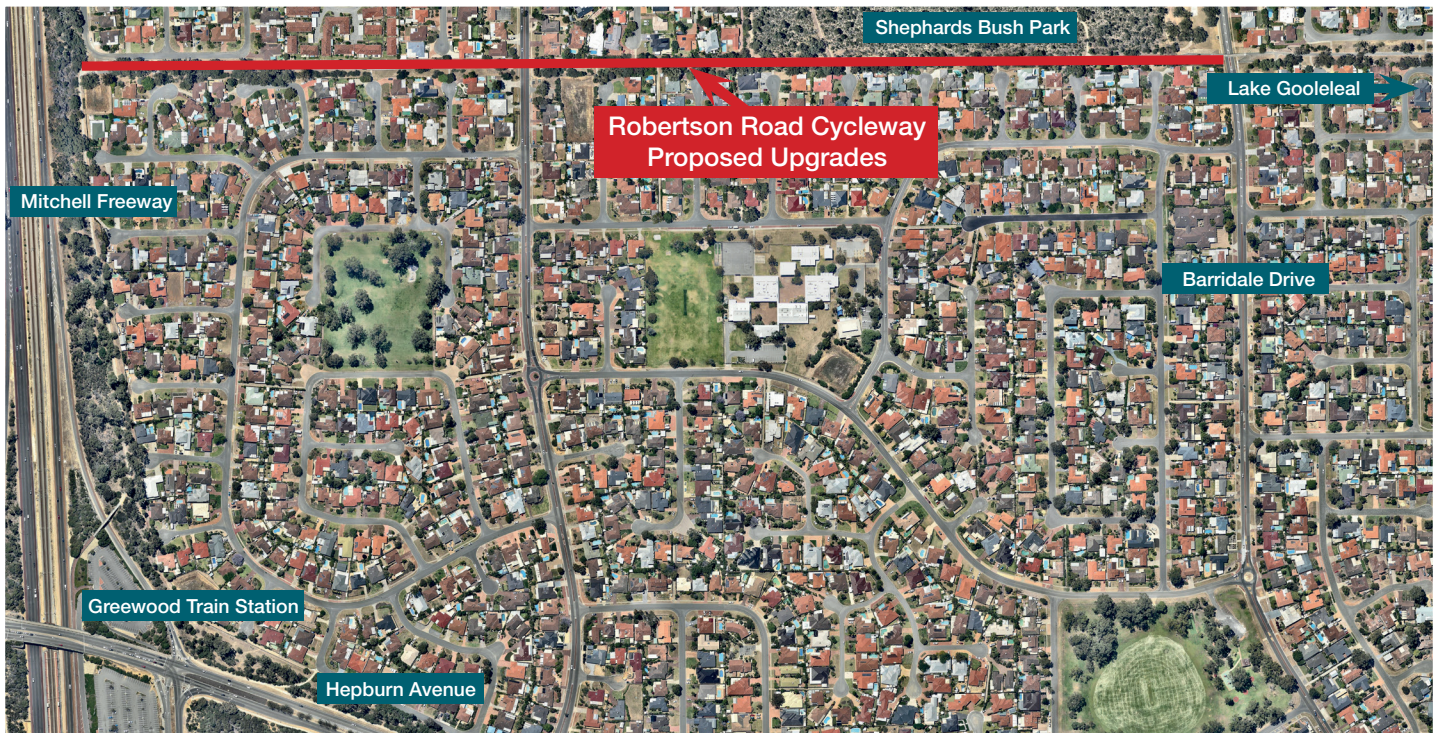 Shephards Bush Park
Lake Gooleleal
Robertson Road Cycleway
Proposed Upgrades
Mitchell Freeway
Barridale Drive
Greewood Train Station
Hepburn Avenue